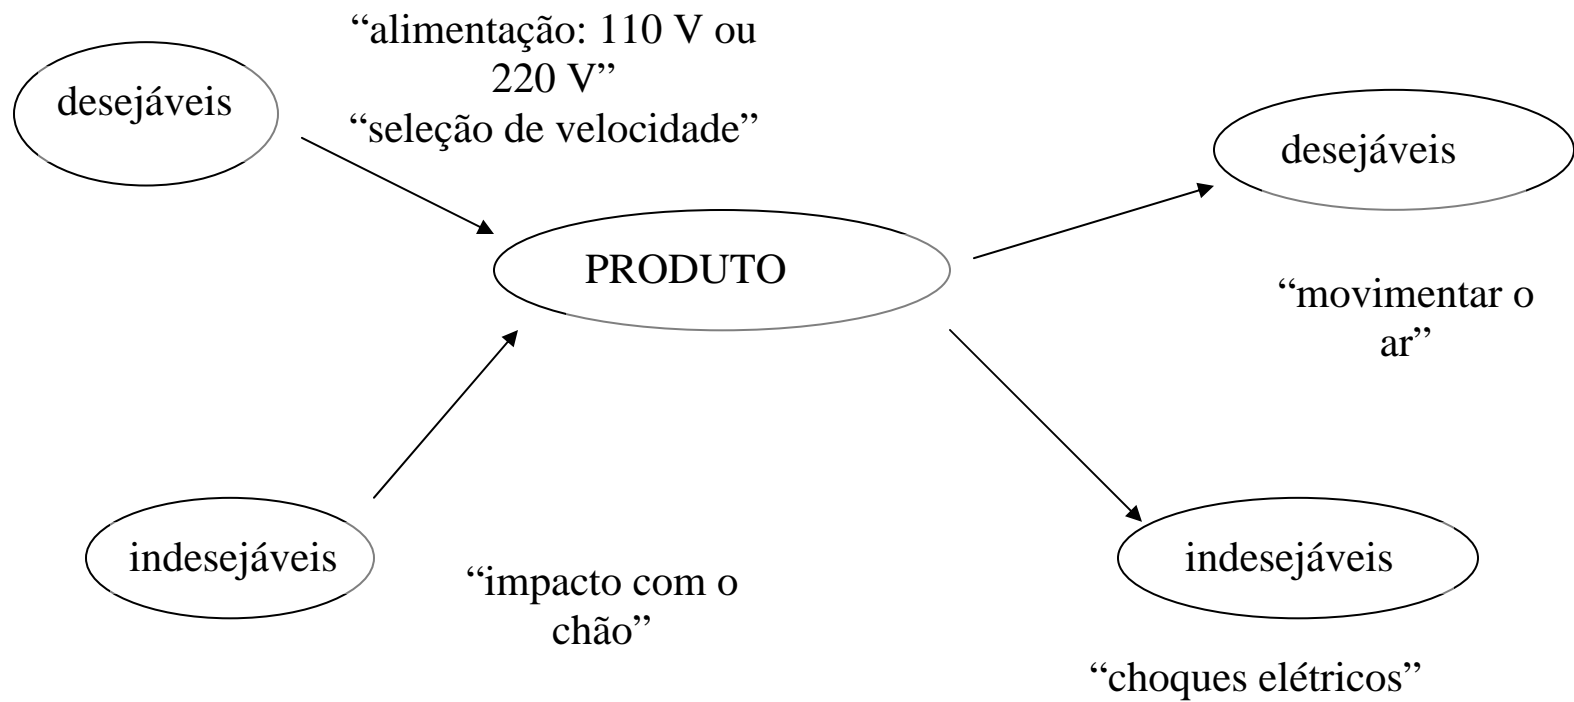 “alimentação: 110 V ou
220 V”
“seleção de velocidade”
desejáveis
desejáveis
PRODUTO
“movimentar o
ar”
indesejáveis
“impacto com o
chão”
indesejáveis
“choques elétricos”